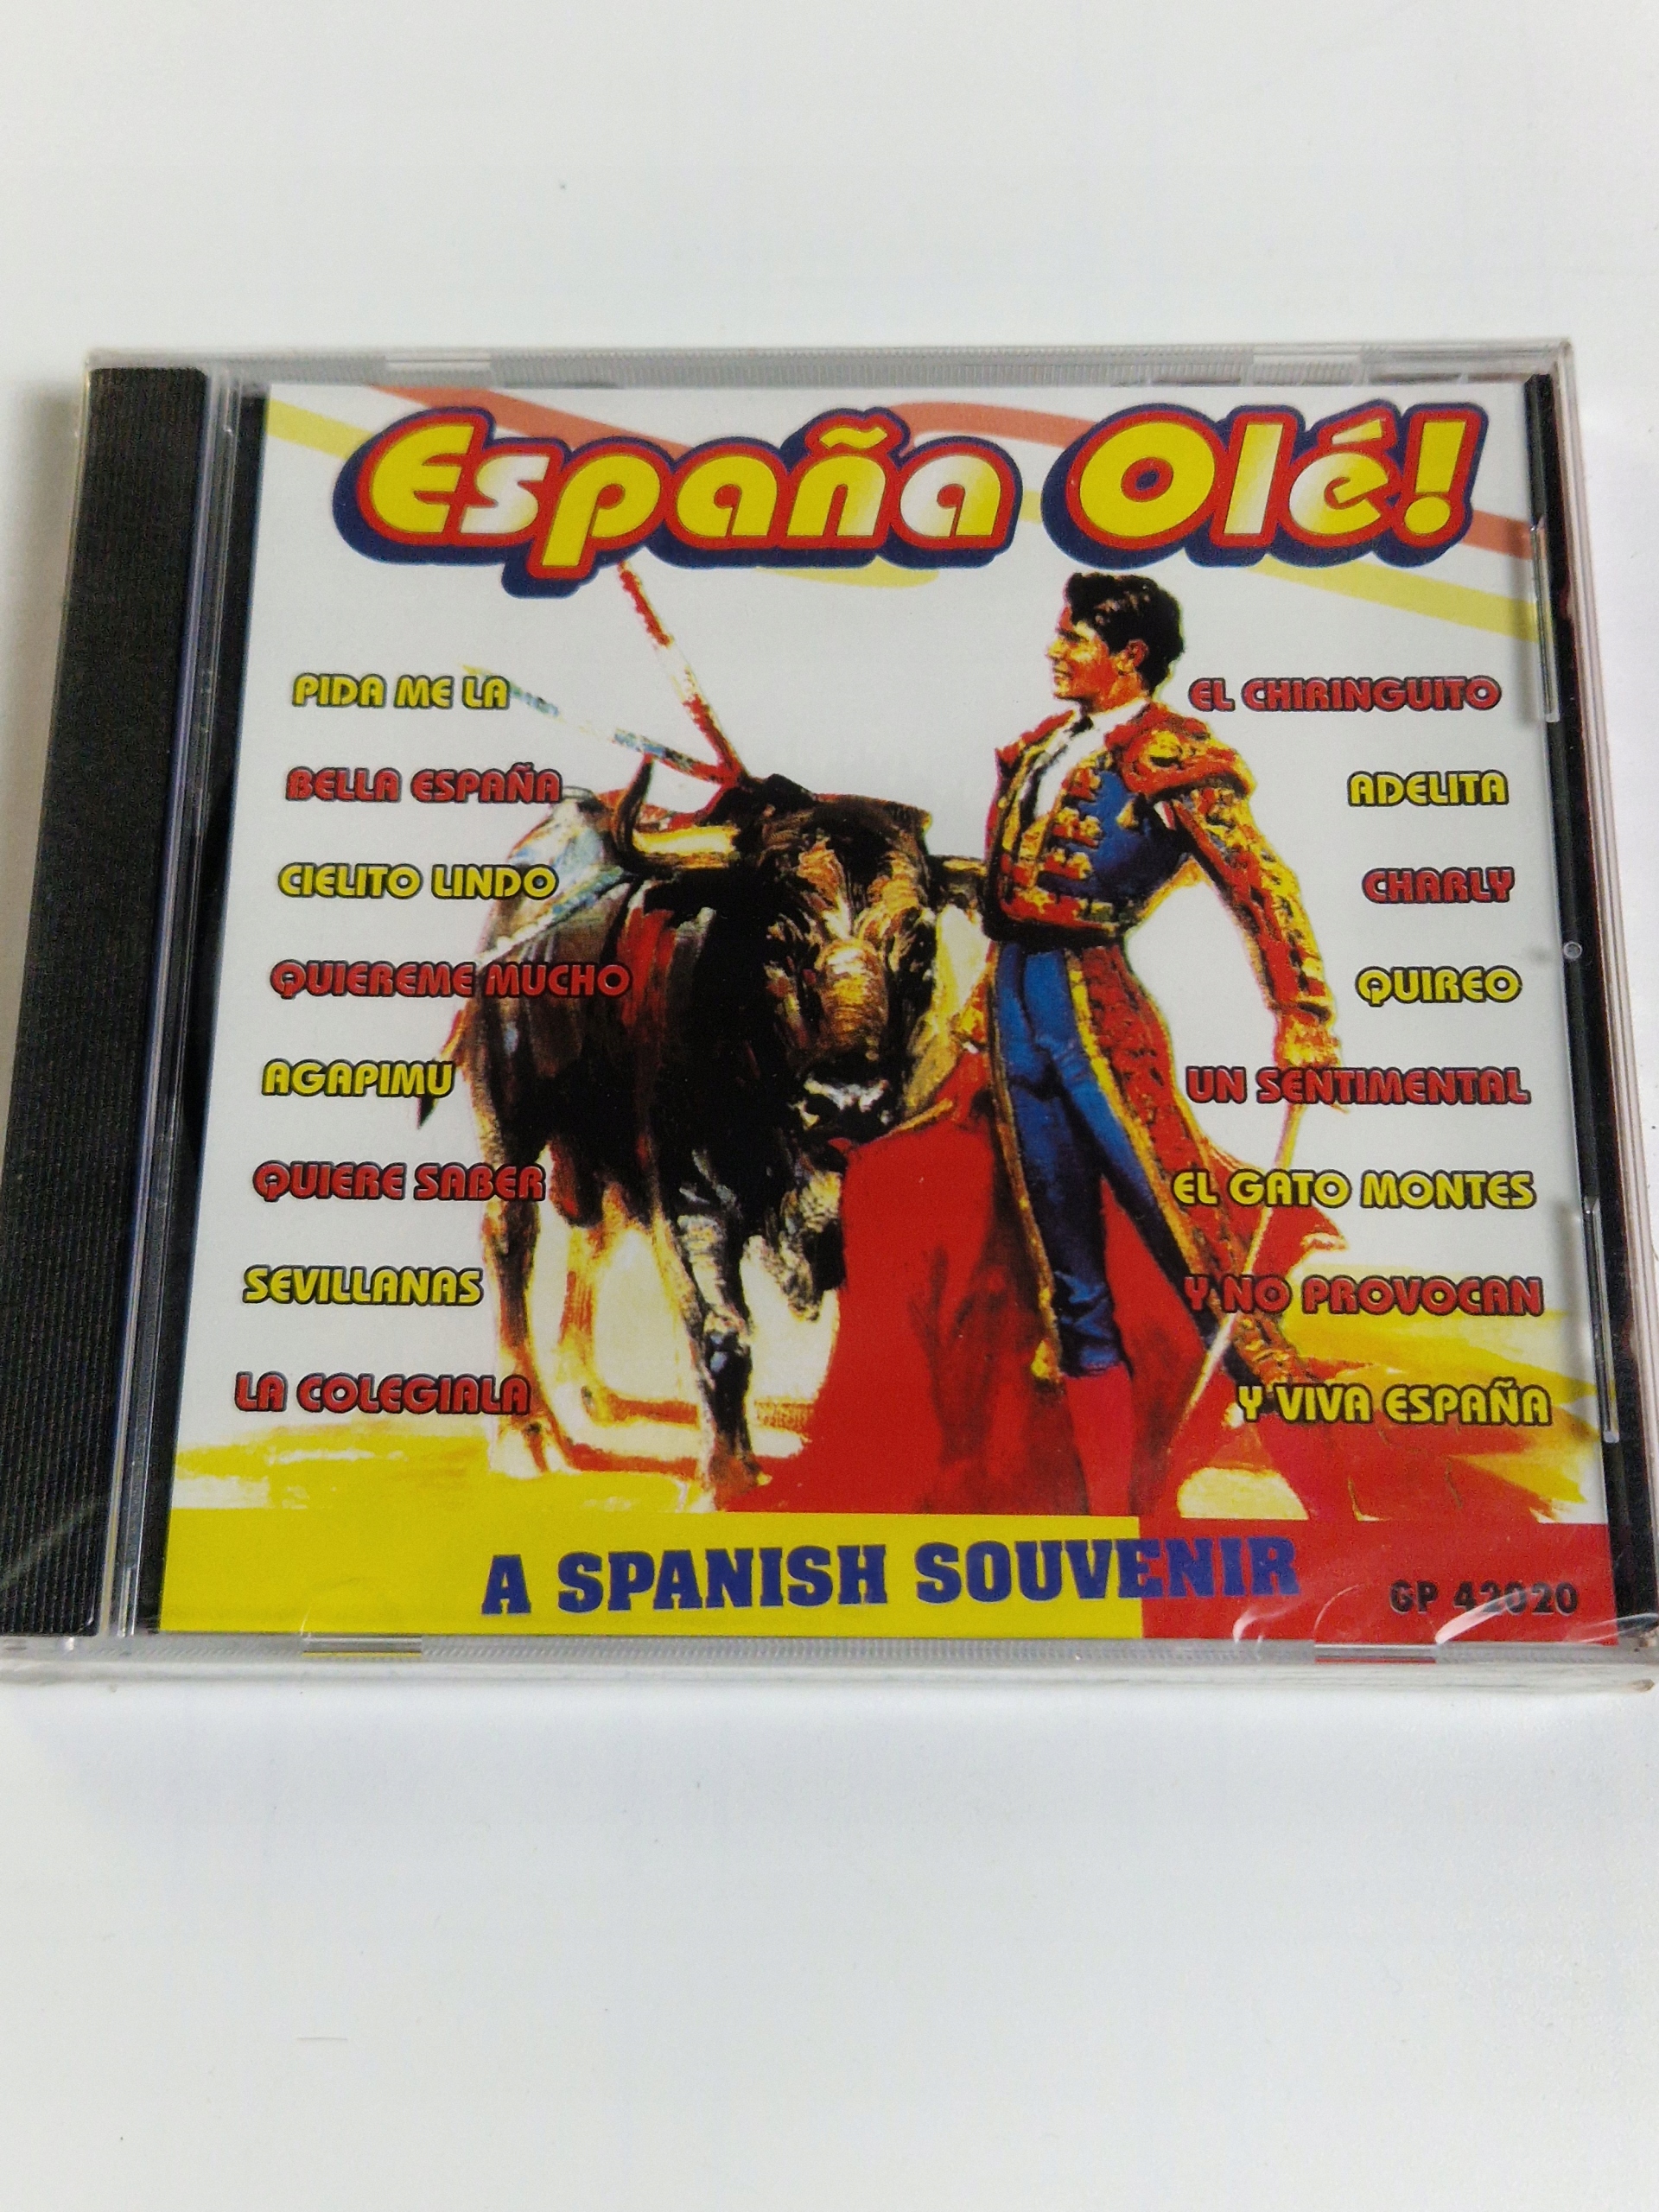 España Olé!
PIDA ME LA
BELLA ESPAÑA
CIELITO LINDO
QUIEREME MUCHO
AGAPIMU
QUIERE SABER
SEVILLANAS
LA COLEGIALA
EL CHIRINGUITO
ADELITA
CHARLY
QUIREO
UN SENTIMENTAL
EL GATO MONTES
Y NO PROVOCAN
Y VIVA ESPAÑA
A SPANISH SOUVENIR
GP 42020